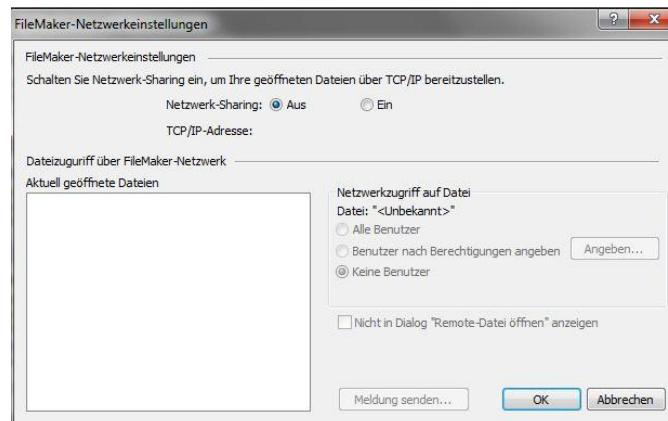 FileMaker-Netzwerkeinstellungen
FileMaker-Netzwerkeinstellungen
Schalten Sie Netzwerk-Sharing ein, um Ihre geöffneten Dateien über TCP/IP bereitzustellen.
Netzwerk-Sharing: Aus Ein
TCP/IP-Adresse:
Dateizugriff über FileMaker-Netzwerk
Aktuell geöffnete Dateien
Netzwerkzugriff auf Datei
Datei: "<Unbekannt>"
Alle Benutzer
Benutzer nach Berechtigungen angeben Angeben...
Keine Benutzer
Nicht in Dialog "Remote-Datei öffnen" anzeigen
Meldung senden... OK Abbrechen